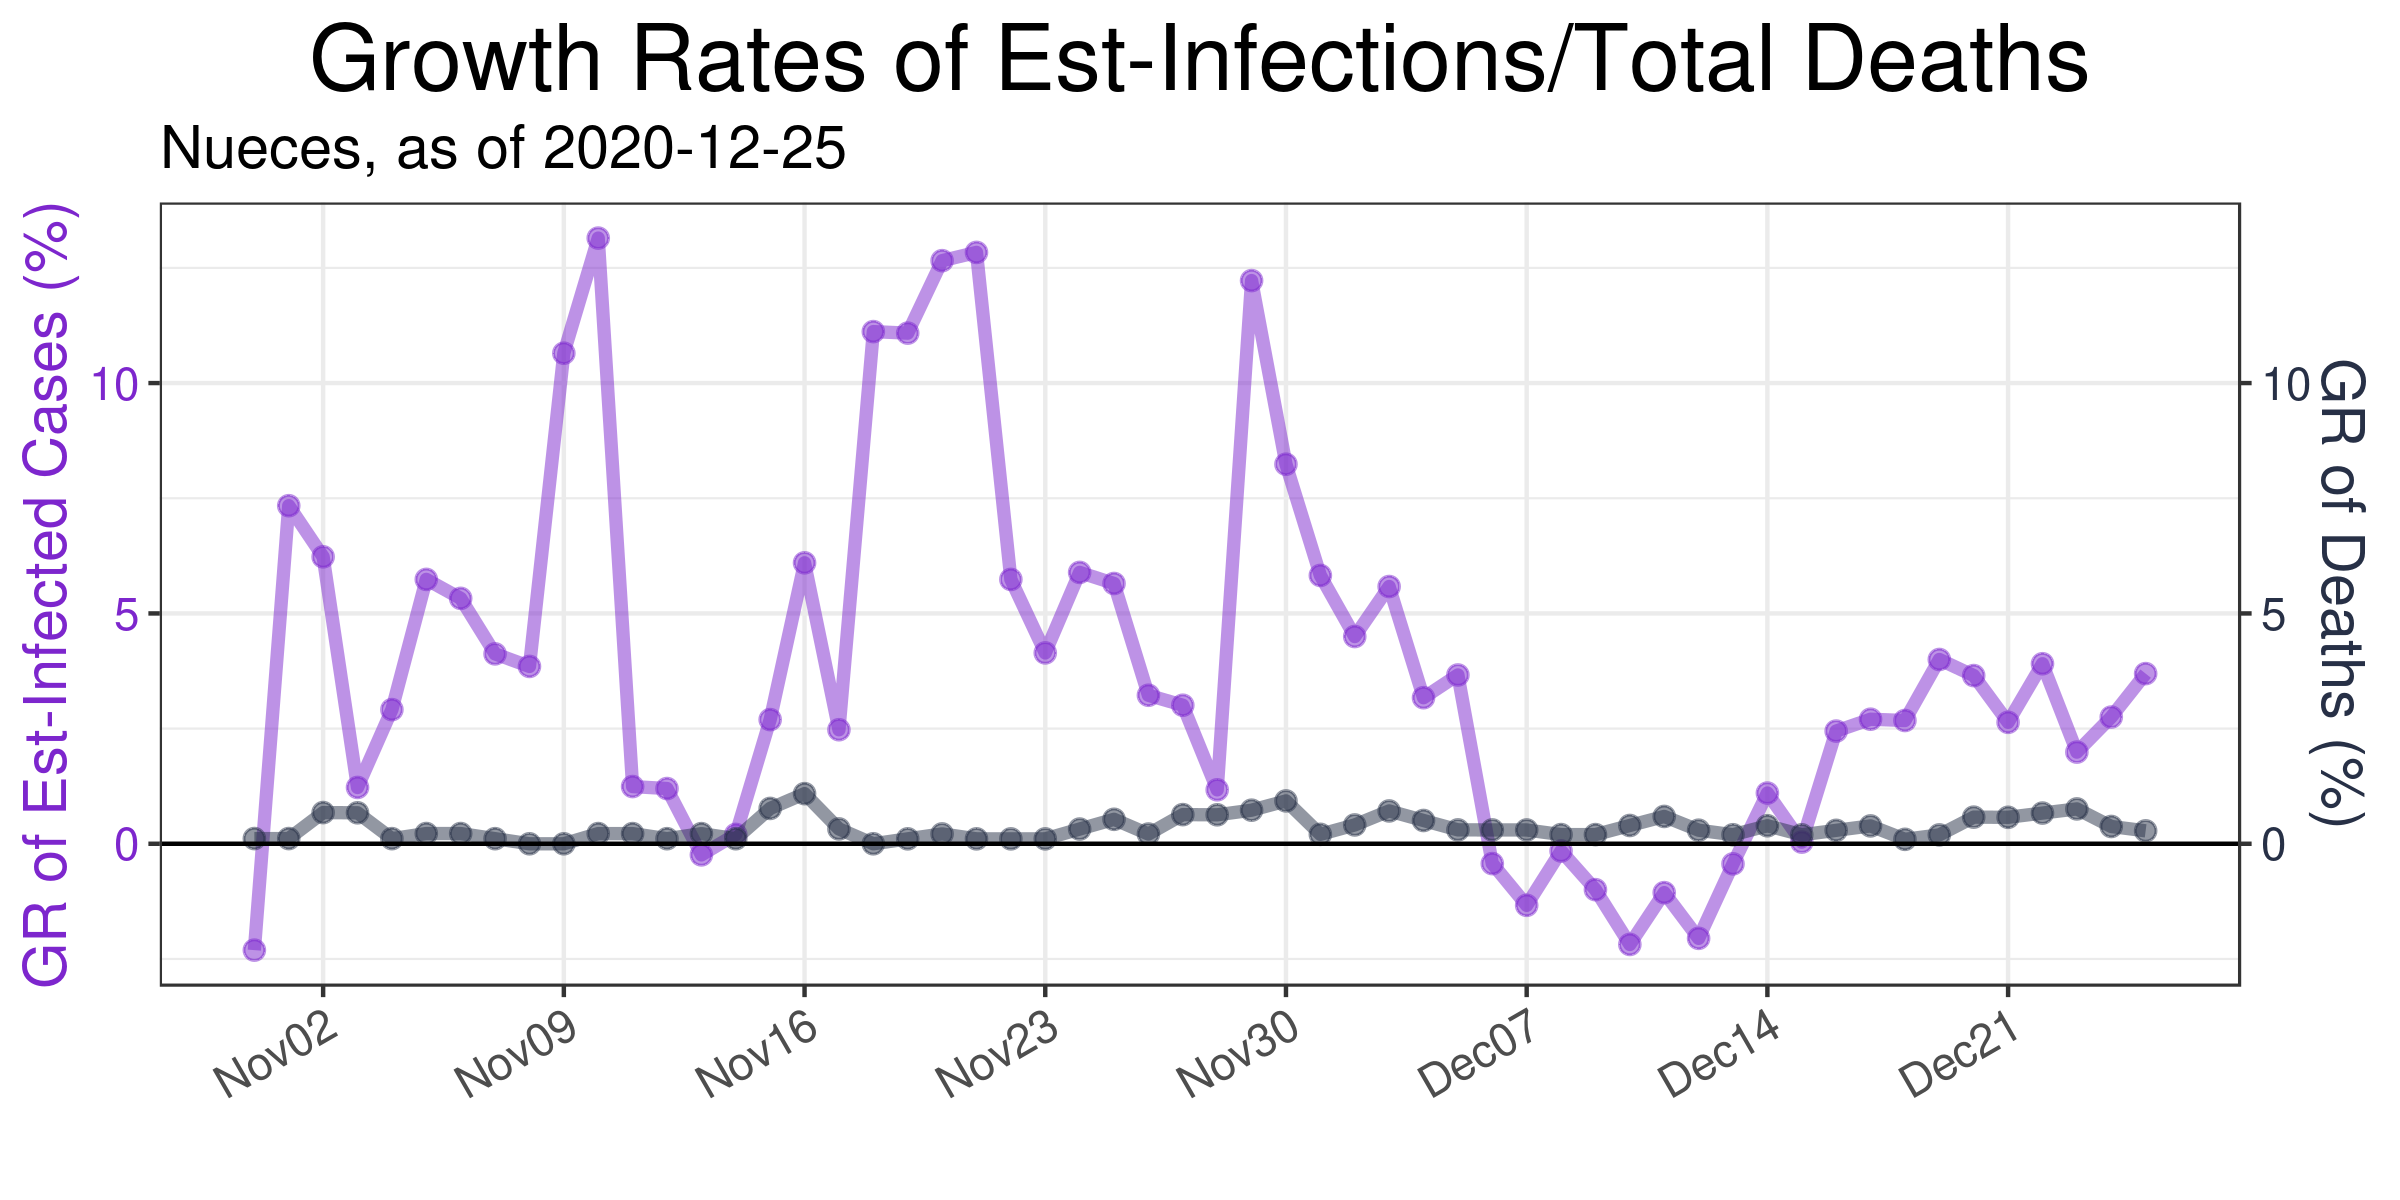 Growth Rates of Est-Infections/Total Deaths
Nueces, as of 2020-12-25
GR of Est-Infected Cases (%)
10
5
0
10
5
0
GR of Deaths (%)
Nov02
Nov09
Nov16
Nov23
Nov30
Dec07
Dec14
Dec21